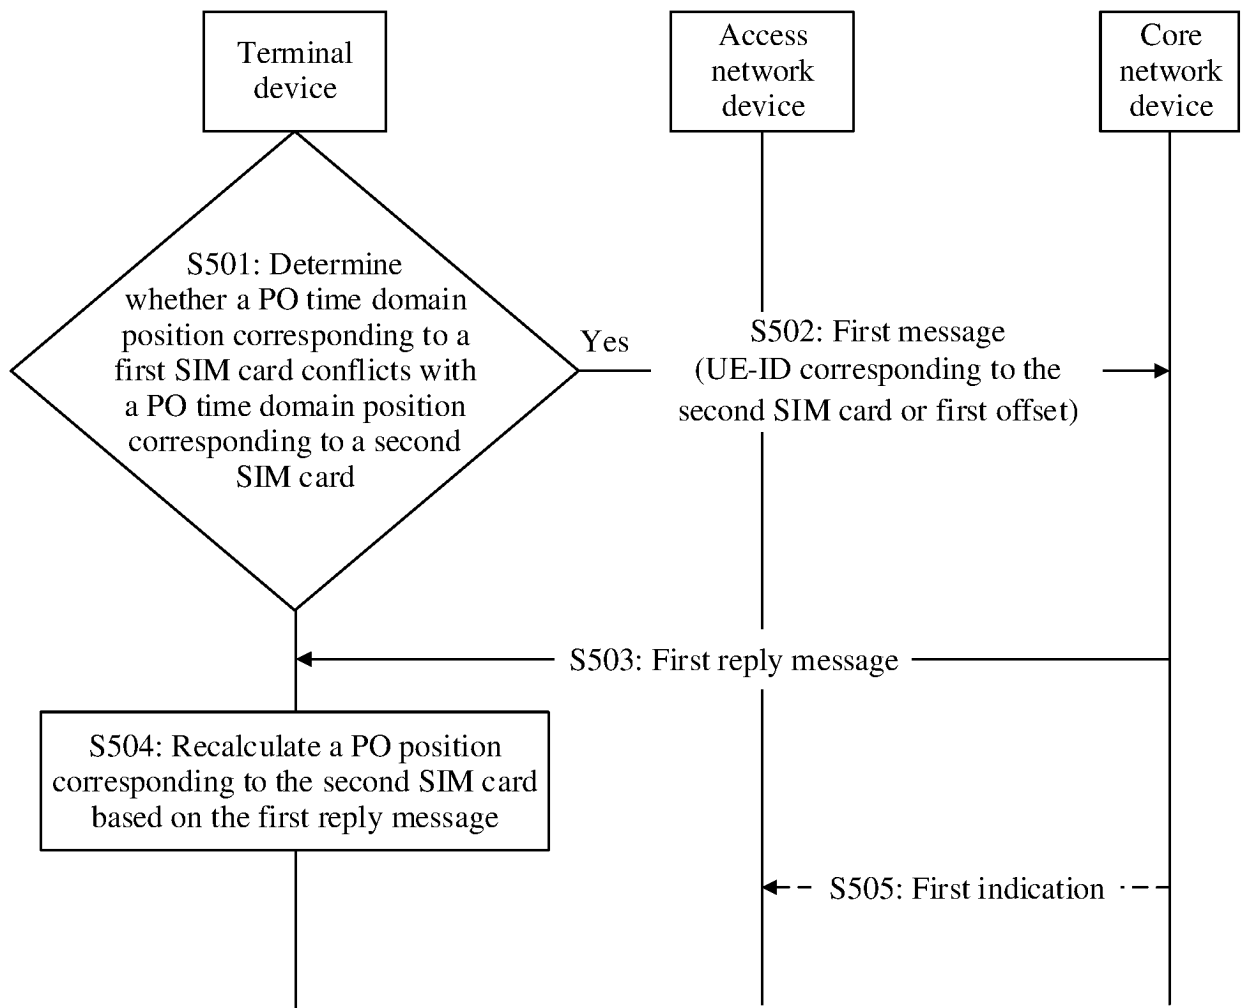 Terminal
device
Access
network
device
Core
network
device
S501: Determine
whether a PO time domain
position corresponding to a
first SIM card conflicts with
a PO time domain position
corresponding to a second
SIM card
Yes
S502: First message
(UE-ID corresponding to the
second SIM card or first offset)
S503: First reply message
S504: Recalculate a PO position
corresponding to the second SIM card
based on the first reply message
S505: First indication